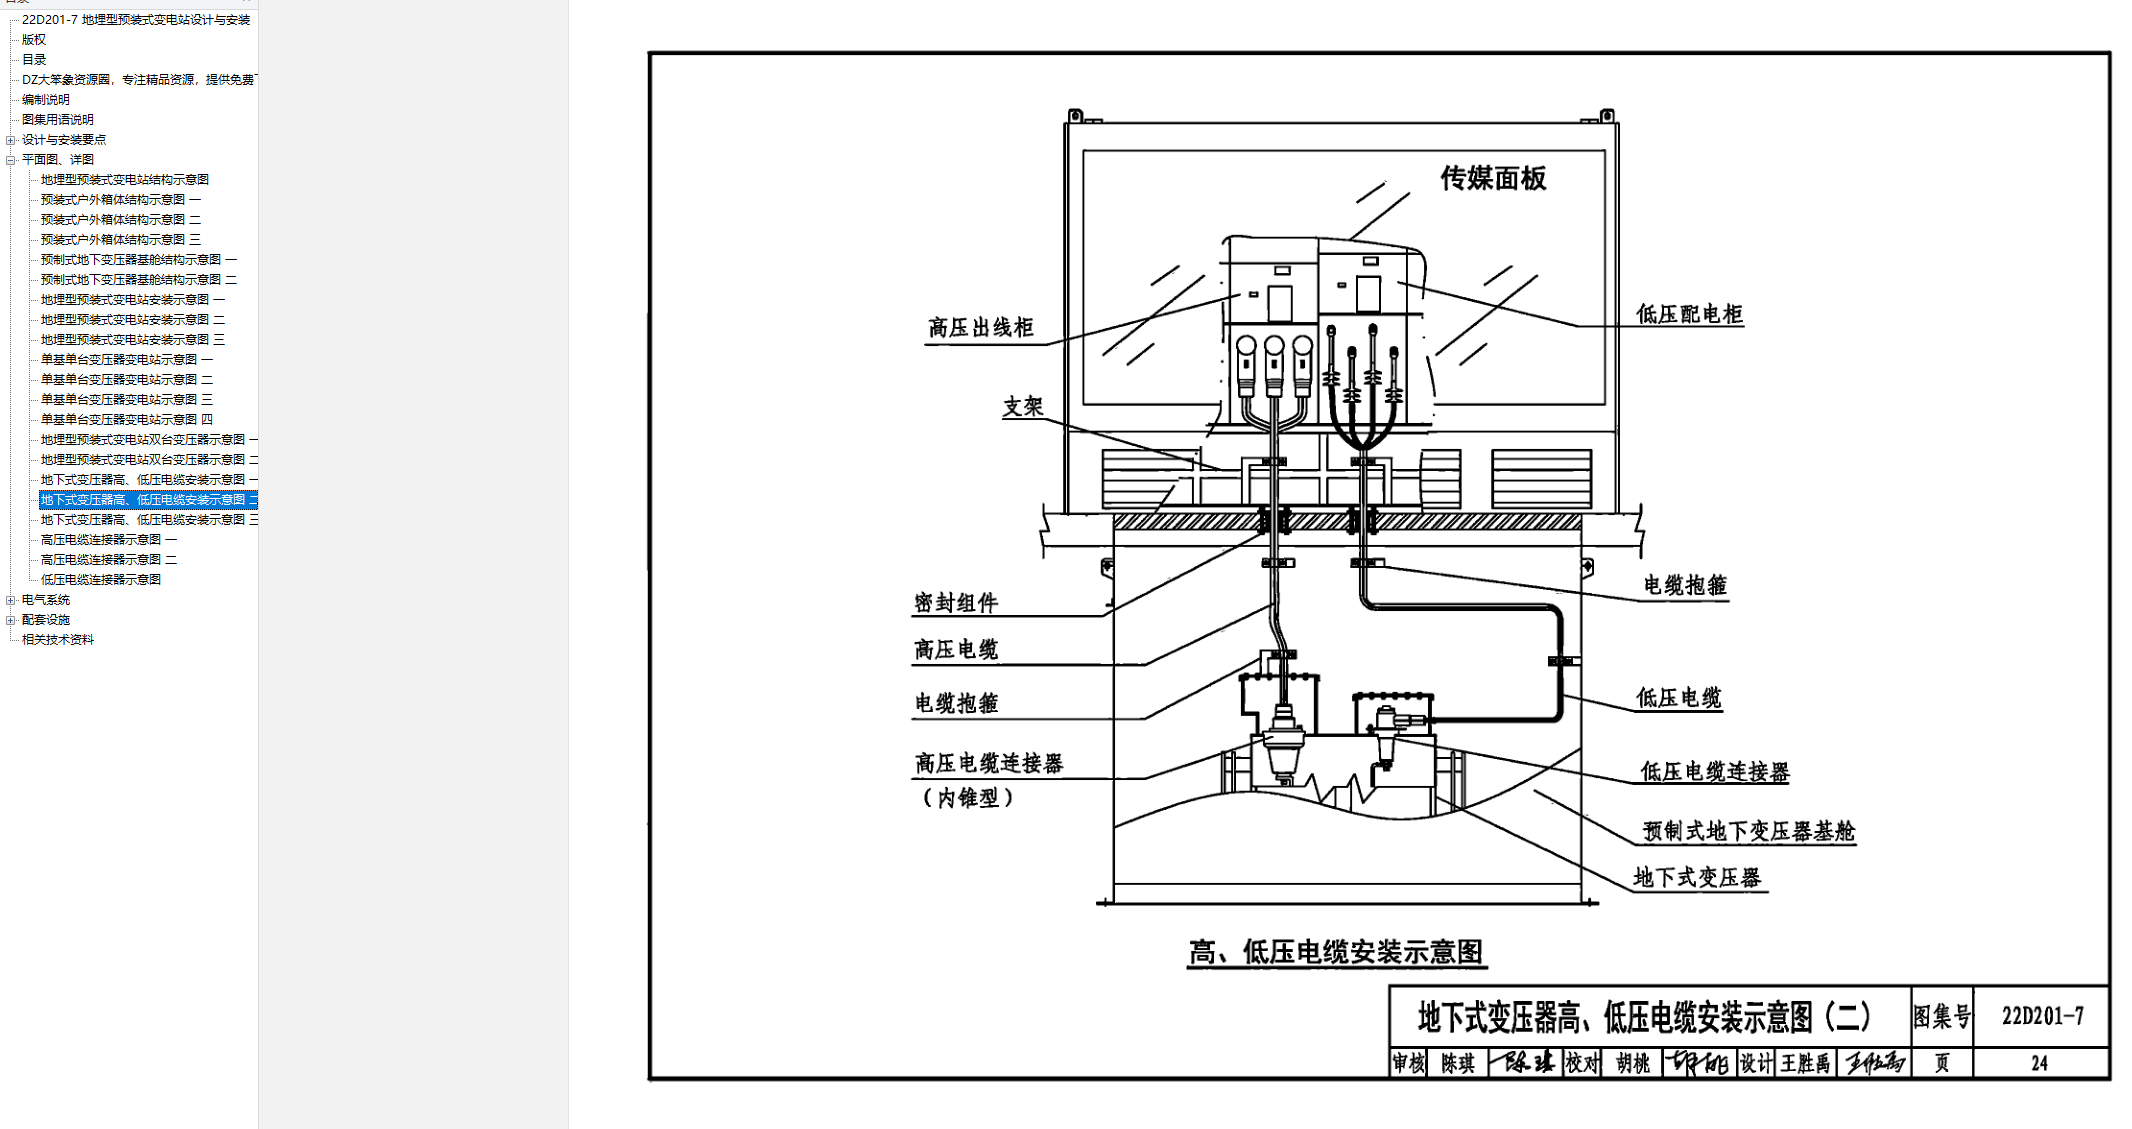 22D201-7 地埋型预装式变电站设计与安装
版权
目录
DZ大笨象资源圈，专注精品资源，提供免费
编制说明
图集用语说明
设计与安装要点
平面图、详图
地埋型预装式变电站结构示意图
预装式户外箱体结构示意图 一
预装式户外箱体结构示意图 二
预装式户外箱体结构示意图 三
预制式地下变压器基舱结构示意图 一
预制式地下变压器基舱结构示意图 二
地埋型预装式变电站安装示意图 一
地埋型预装式变电站安装示意图 二
地埋型预装式变电站安装示意图 三
单基单台变压器变电站示意图 一
单基单台变压器变电站示意图 二
单基单台变压器变电站示意图 三
单基单台变压器变电站示意图 四
地埋型预装式变电站双台变压器示意图 一
地埋型预装式变电站双台变压器示意图 二
地下式变压器高、低压电缆安装示意图 一
地下式变压器高、低压电缆安装示意图 二
地下式变压器高、低压电缆安装示意图 三
高压电缆连接器示意图 一
高压电缆连接器示意图 二
低压电缆连接器示意图
电气系统
配套设施
相关技术资料
传媒面板
高压出线柜
低压配电柜
支架
密封组件
电缆抱箍
高压电缆
电缆抱箍
低压电缆
高压电缆连接器
（内锥型）
低压电缆连接器
预制式地下变压器基舱
地下式变压器
高、低压电缆安装示意图
地下式变压器高、低压电缆安装示意图（二） 图集号 22D201-7
审核 陈琪 陈琪 校对 胡桃 胡桃 设计 王胜禹 王胜禹 页 24